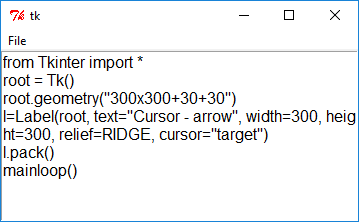 tk
File
from Tkinter import *
root = Tk()
root.geometry("300x300+30+30")
l=Label(root, text="Cursor - arrow", width=300, heig
ht=300, relief=RIDGE, cursor="target")
l.pack()
mainloop()